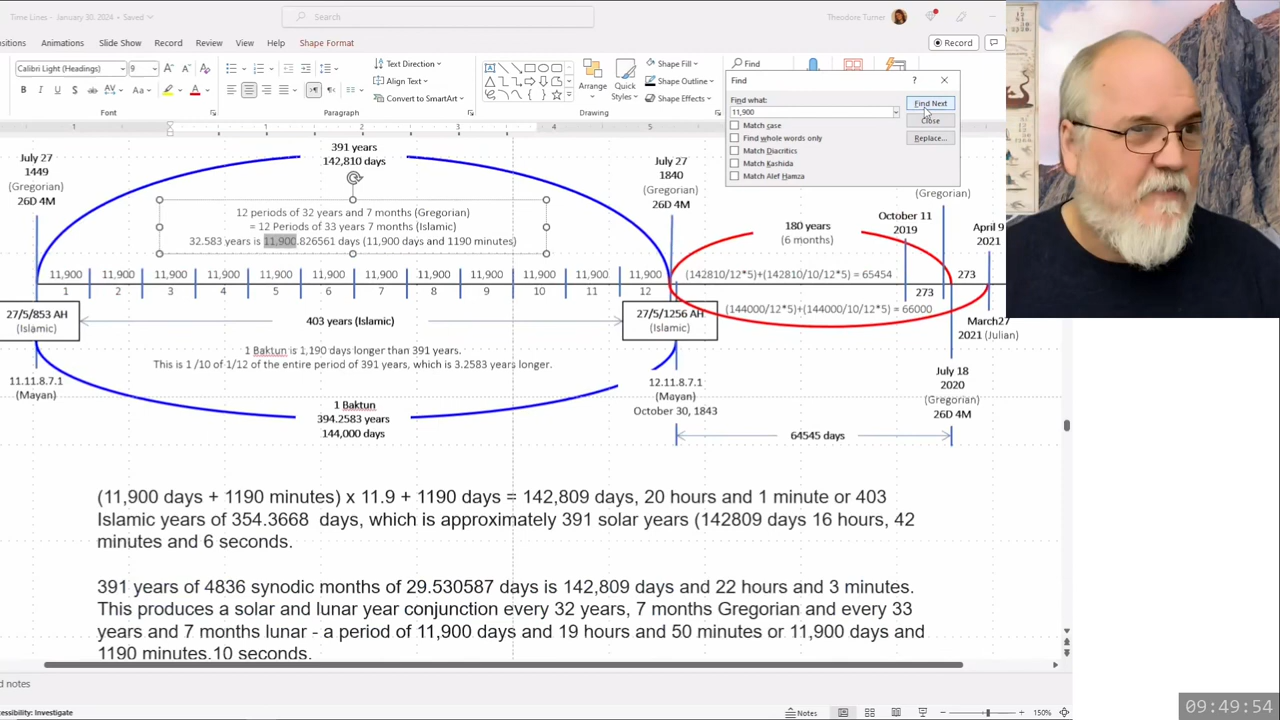 Time Lines - January 30, 2024 • Saved
Search
Theodore Turner
sitions Animations Slide Show Record Review View Help Shape Format
Record
Calibri Light (Headings) 9
Text Direction
Align Text
Convert to SmartArt
Arrange
Quick Styles
Shape Fill
Shape Outline
Shape Effects
Find
Font
Paragraph
Drawing
Find
Find what:
11,900
Match case
Find whole words only
Match Diacritics
Match Kashida
Match Alef Hamza
Find Next
Close
Replace...
1 1 2 3 4 5
July 27
1449
(Gregorian)
26D 4M
391 years
142,810 days
July 27
1840
(Gregorian)
26D 4M
(Gregorian)
12 periods of 32 years and 7 months (Gregorian)
= 12 Periods of 33 years 7 months (Islamic)
32.583 years is 11,900.826561 days (11,900 days and 1190 minutes)
180 years
(6 months)
October 11
2019
April 9
2021
11,900 11,900 11,900 11,900 11,900 11,900 11,900 11,900 11,900 11,900 11,900 11,900
1 2 3 4 5 6 7 8 9 10 11 12
(142810/12*5)+(142810/10/12*5) = 65454
273
273
(144000/12*5)+(144000/10/12*5) = 66000
27/5/853 AH
(Islamic)
403 years (Islamic)
27/5/1256 AH
(Islamic)
March27
2021 (Julian)
1 Baktun is 1,190 days longer than 391 years.
This is 1 /10 of 1/12 of the entire period of 391 years, which is 3.2583 years longer.
11.11.8.7.1
(Mayan)
12.11.8.7.1
(Mayan)
October 30, 1843
July 18
2020
(Gregorian)
26D 4M
1 Baktun
394.2583 years
144,000 days
64545 days
(11,900 days + 1190 minutes) x 11.9 + 1190 days = 142,809 days, 20 hours and 1 minute or 403
Islamic years of 354.3668 days, which is approximately 391 solar years (142809 days 16 hours, 42
minutes and 6 seconds.
391 years of 4836 synodic months of 29.530587 days is 142,809 days and 22 hours and 3 minutes.
This produces a solar and lunar year conjunction every 32 years, 7 months Gregorian and every 33
years and 7 months lunar - a period of 11,900 days and 19 hours and 50 minutes or 11,900 days and
1190 minutes.10 seconds.
d notes
cessibility: Investigate
Notes
150%
09:49:54